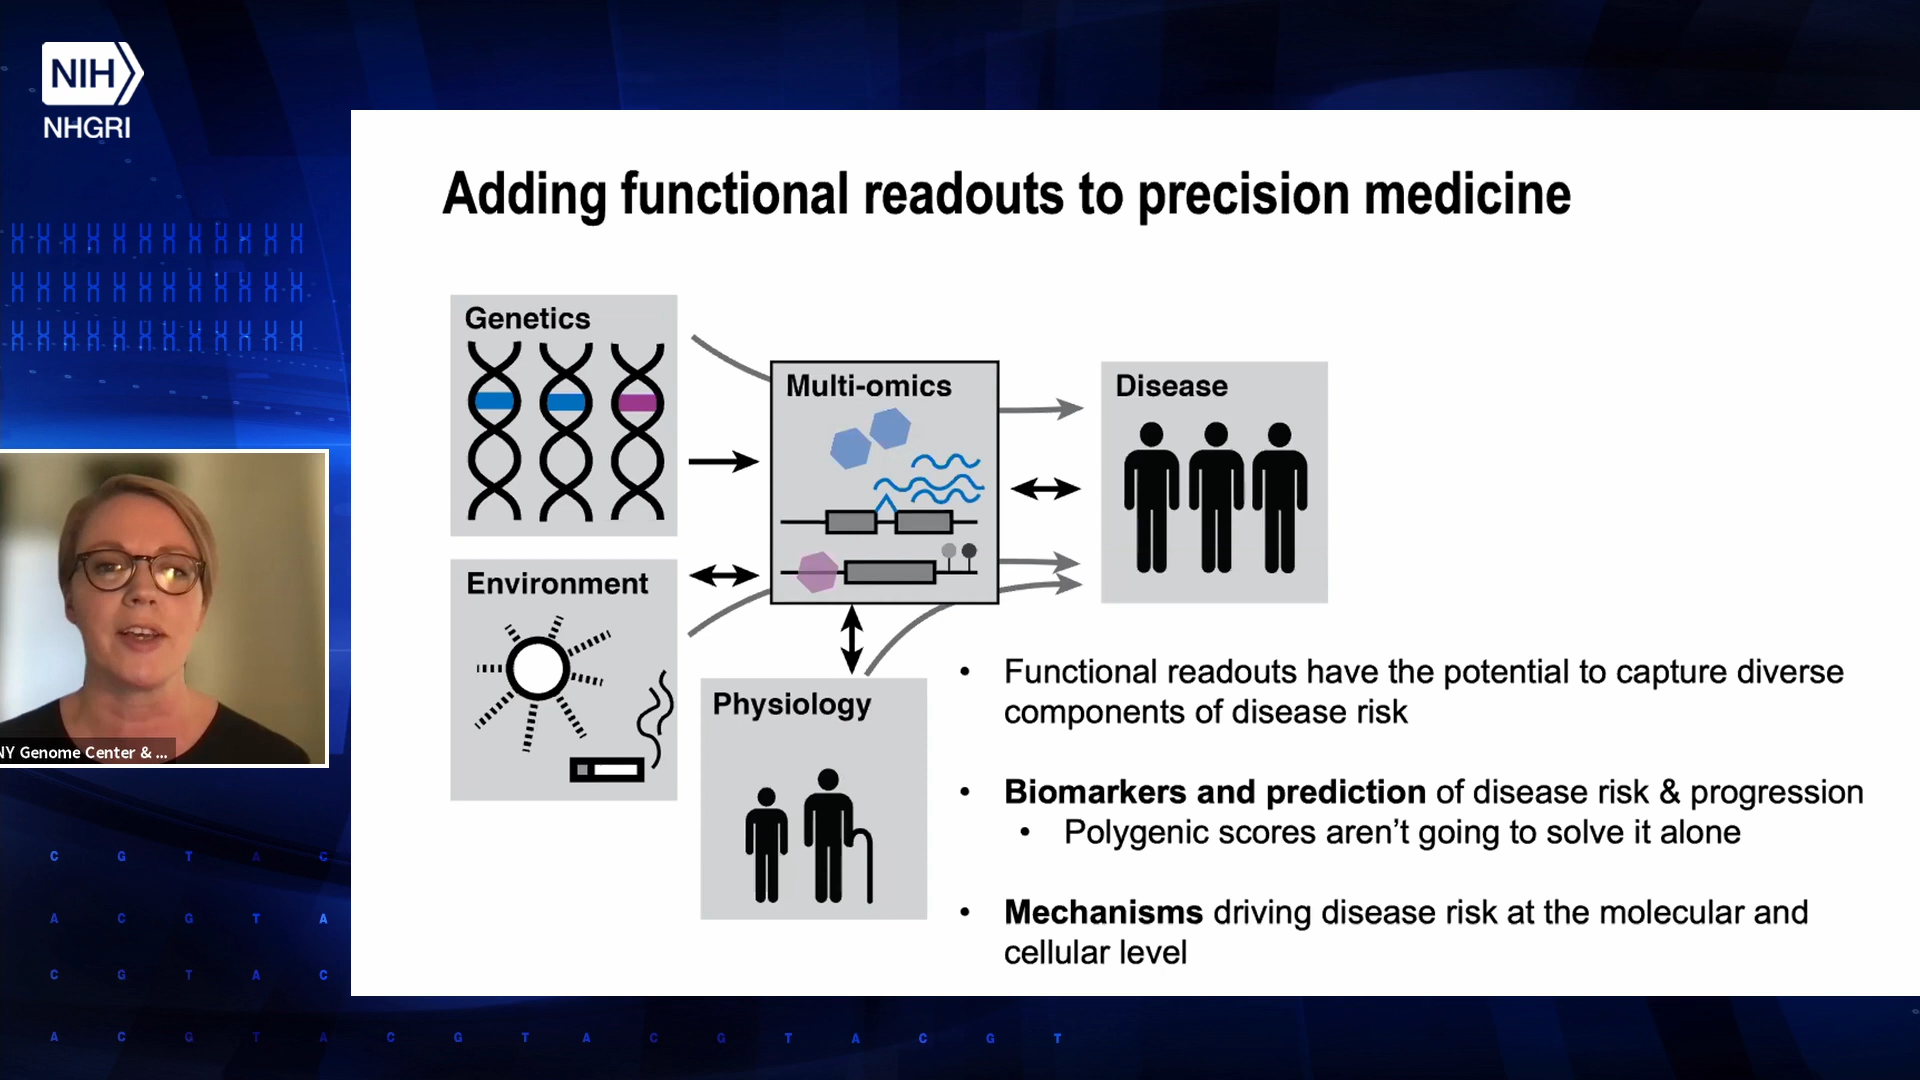 NIH
NHGRI
Adding functional readouts to precision medicine
Genetics
Multi-omics
Disease
Environment
Physiology
• Functional readouts have the potential to capture diverse
components of disease risk
• Biomarkers and prediction of disease risk & progression
• Polygenic scores aren’t going to solve it alone
• Mechanisms driving disease risk at the molecular and
cellular level
NY Genome Center & ...
C G T A C
A C G T A
C G T A C
A C G T A C G T A C G T A C G T